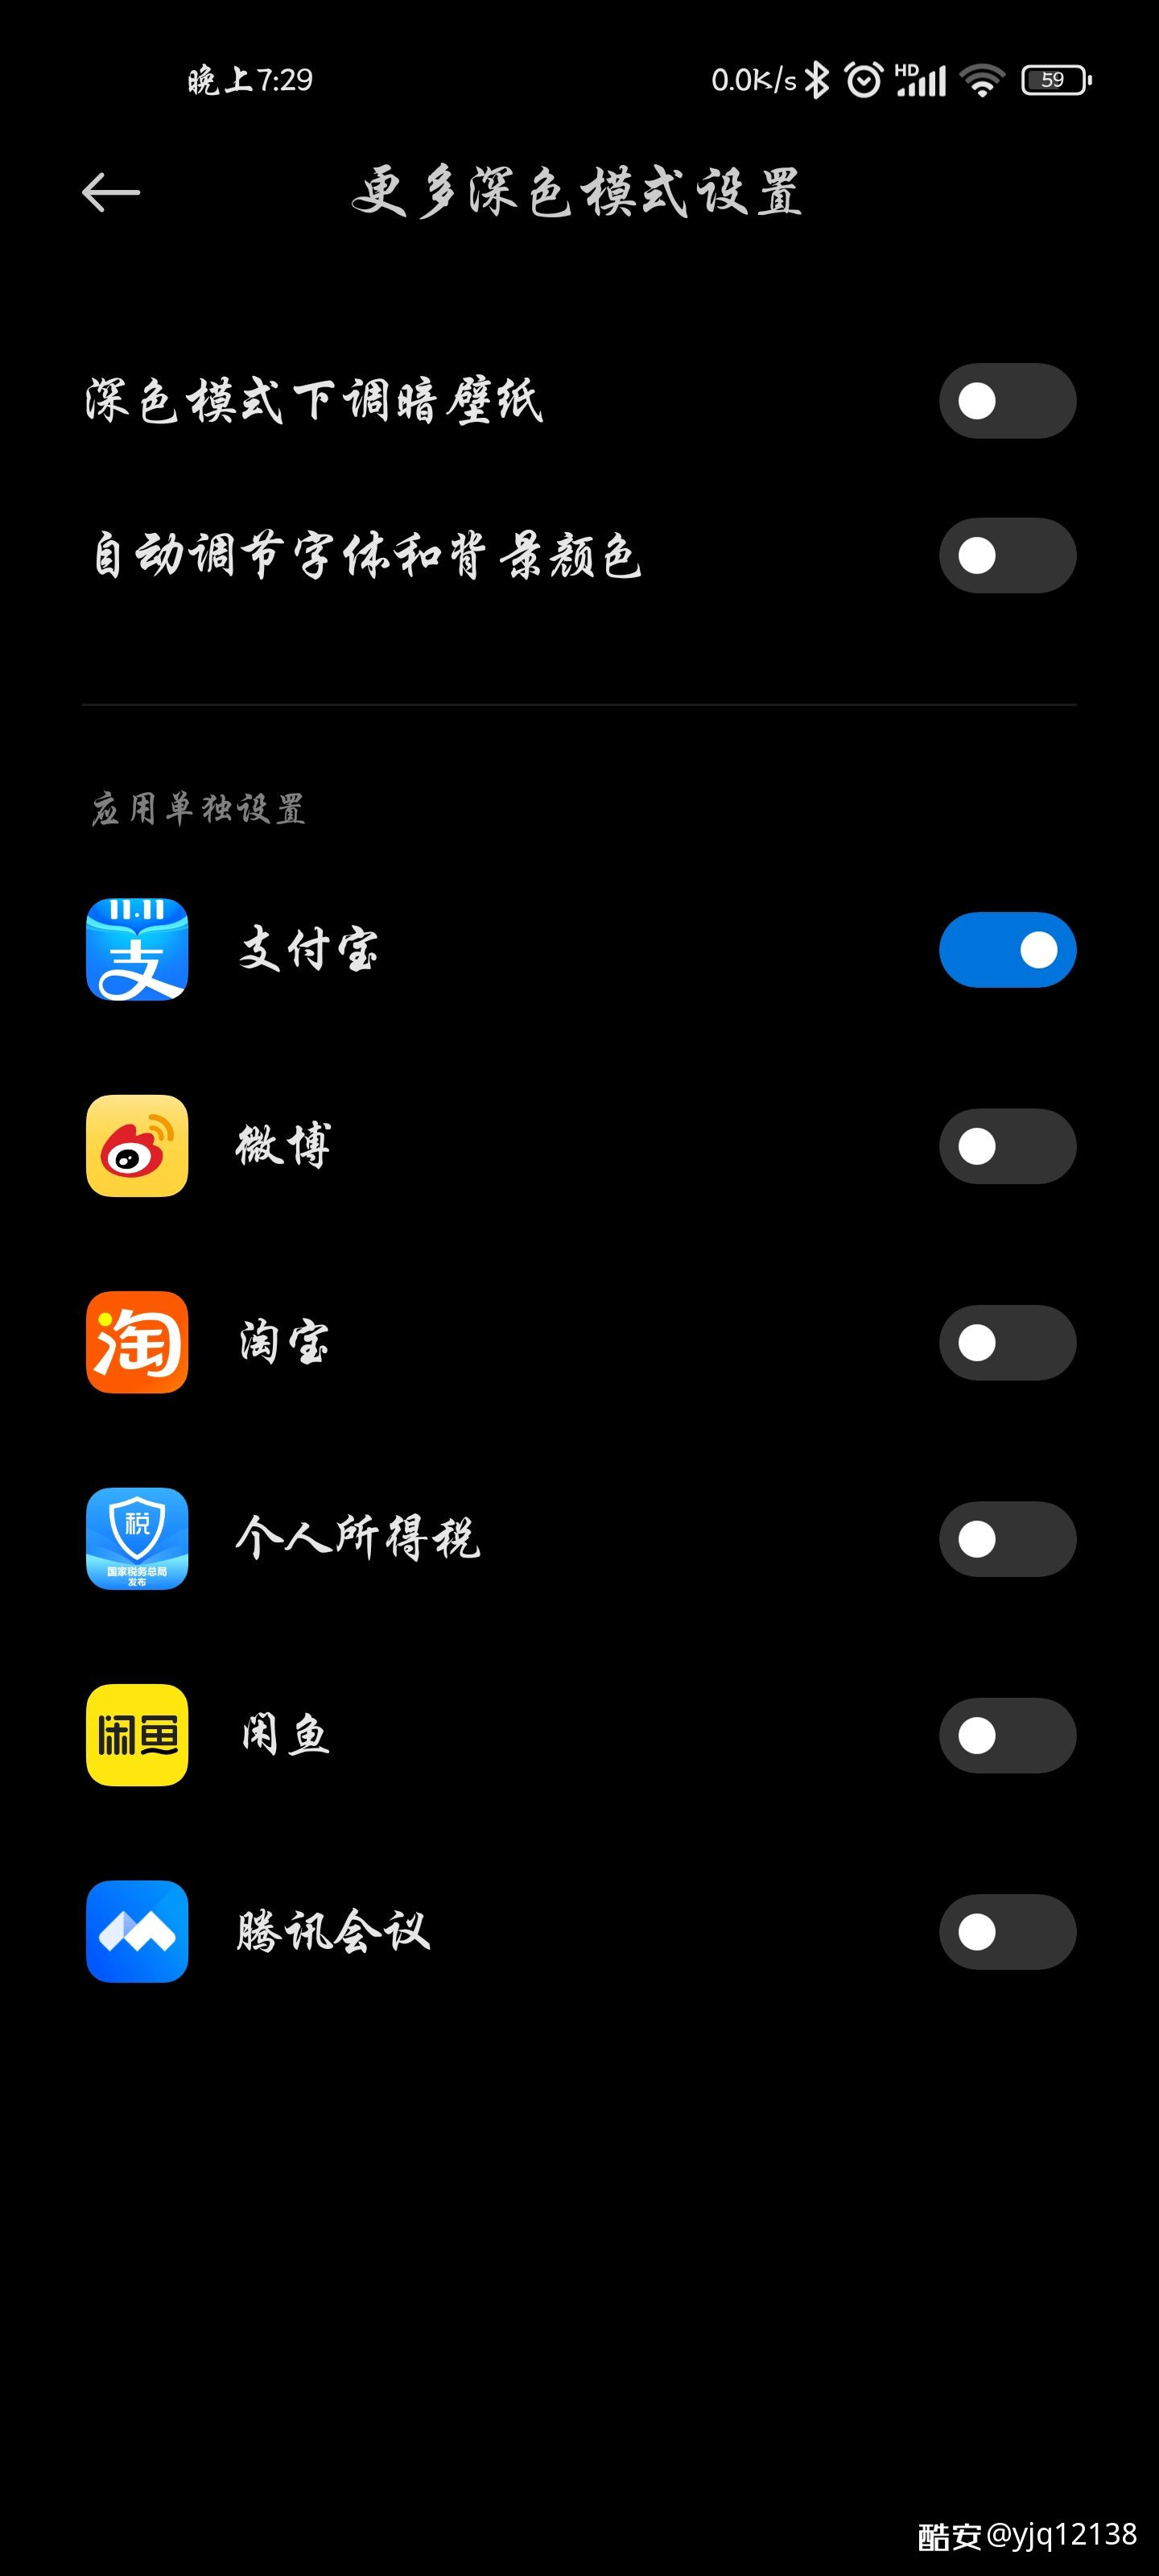 晚上7:29 0.0K/s HD 59
更多深色模式设置
深色模式下调暗壁纸
自动调节字体和背景颜色
应用单独设置
11.11
支 支付宝
微博
淘 淘宝
税 个人所得税
国家税务总局
发布
闲鱼 闲鱼
腾讯会议
酷安 @yjq12138